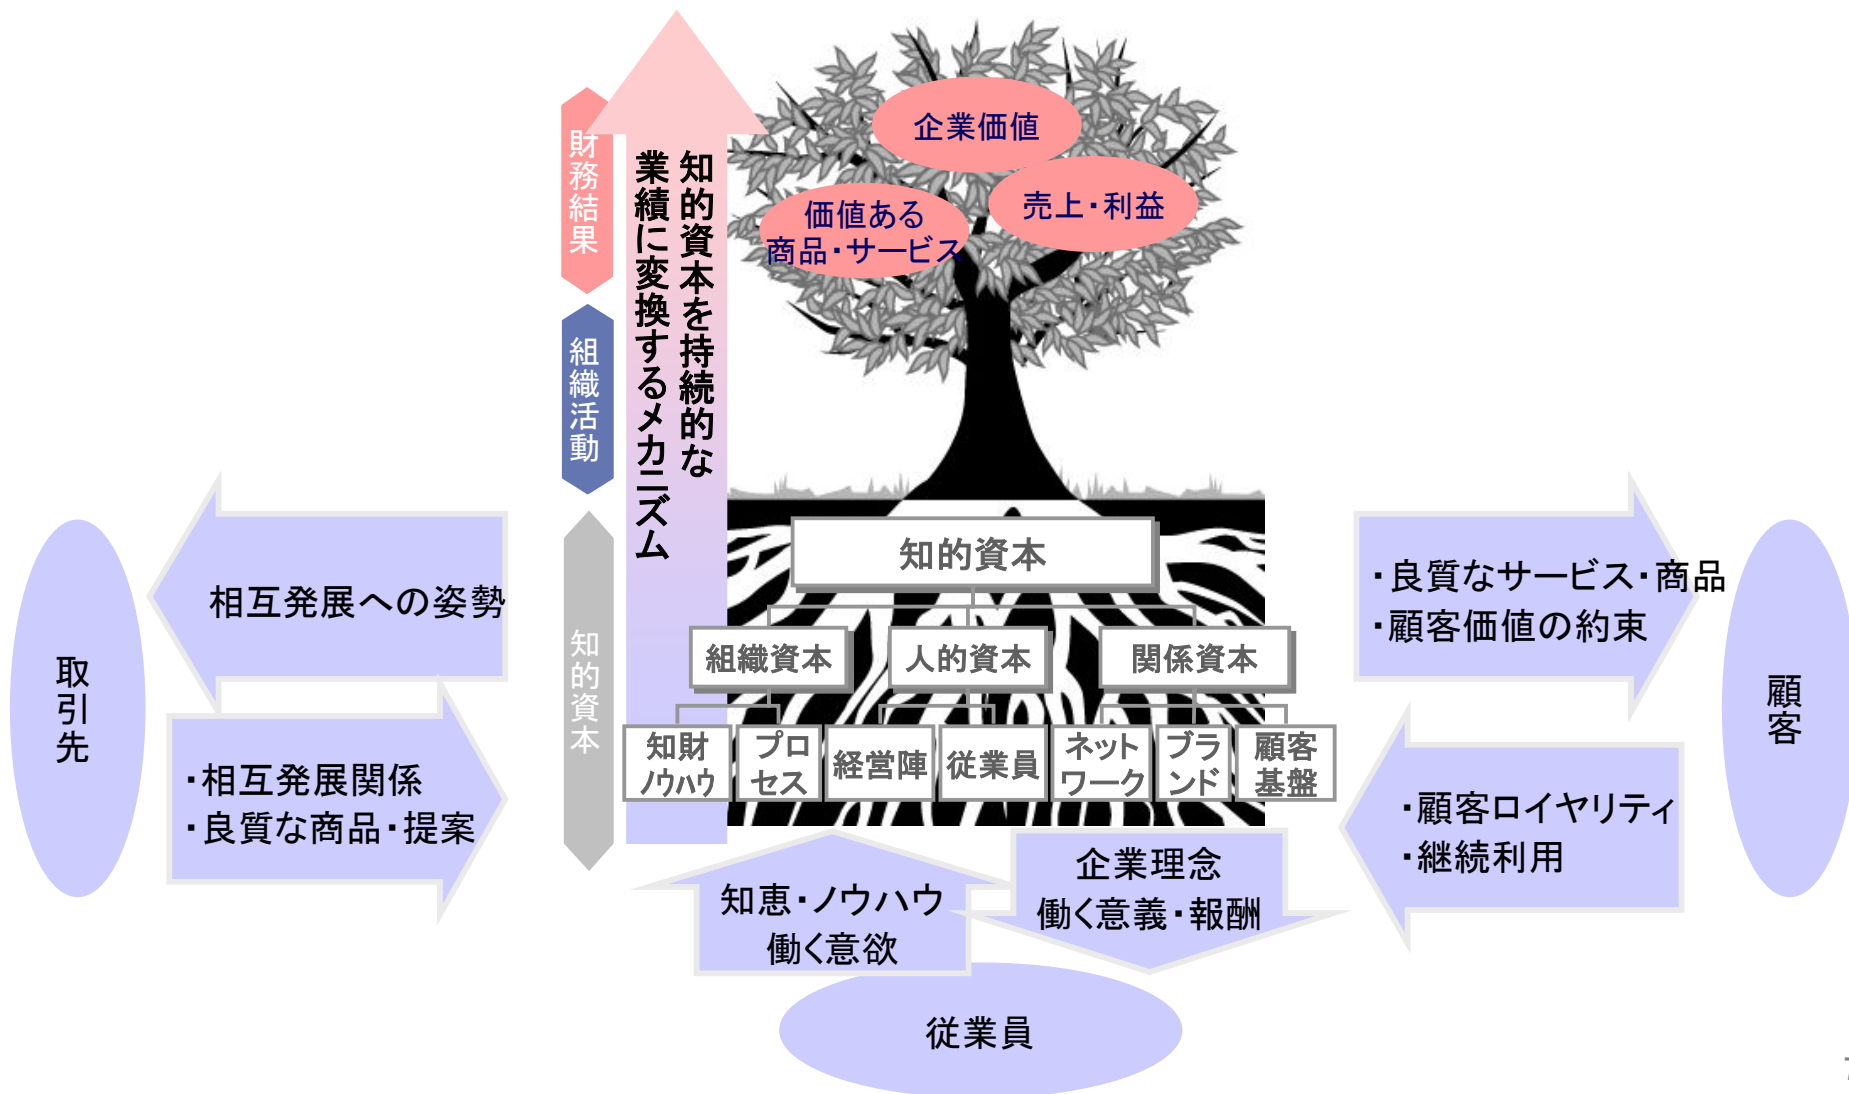 企業価値
売上・利益
価値ある
商品・サービス
財務結果
組織活動
知的資本
知的資本を持続的な
業績に変換するメカニズム
知的資本
組織資本
人的資本
関係資本
知財
ノウハウ
プロ
セス
経営陣
従業員
ネット
ワーク
ブラ
ンド
顧客
基盤
取引先
相互発展への姿勢
・相互発展関係
・良質な商品・提案
・良質なサービス・商品
・顧客価値の約束
・顧客ロイヤリティ
・継続利用
顧客
知恵・ノウハウ
働く意欲
企業理念
働く意義・報酬
従業員